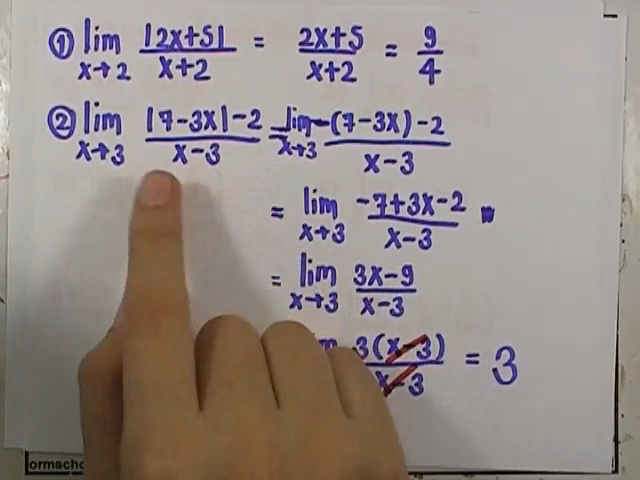 ① lim x→2 |2x+5|/x+2 = 2x+5/x+2 = 9/4
② lim x→3 |7-3x|-2/x-3 = lim x→3 -(7-3x)-2/x-3
= lim x→3 -7+3x-2/x-3
= lim x→3 3x-9/x-3
3(x-3)/x-3 = 3